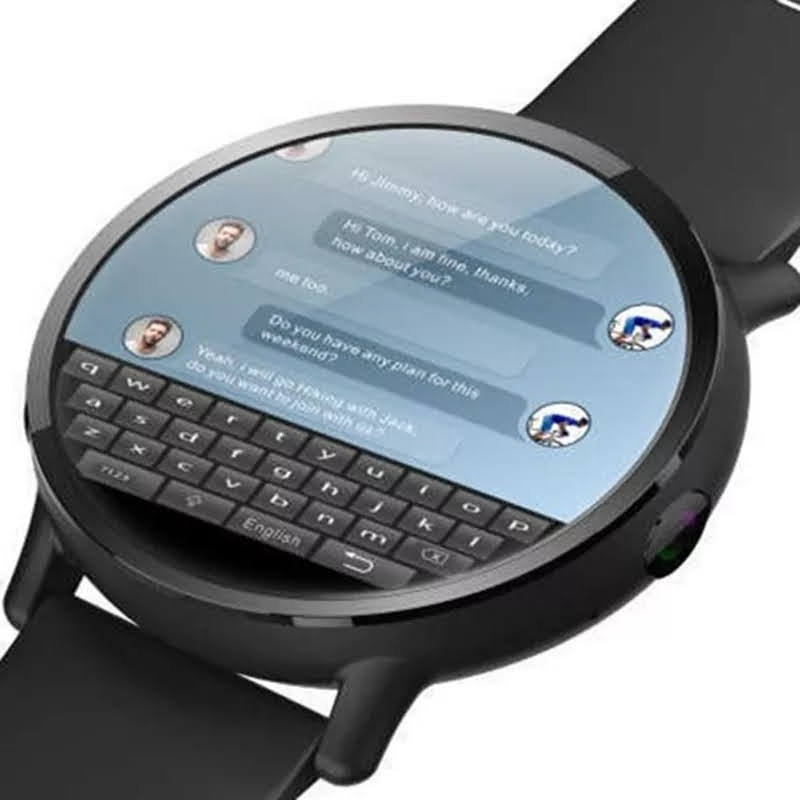 Hi Jimmy, how are you today?
Hi Tom, i am fine, thanks,
how about you?
me too.
Do you have any plan for this
weekend?
Yeah, i will go Hiking with Jack,
do you want to join with us?
q w e r t y u i o p
a s d f g h j k l
z x c v b n m
?123 English